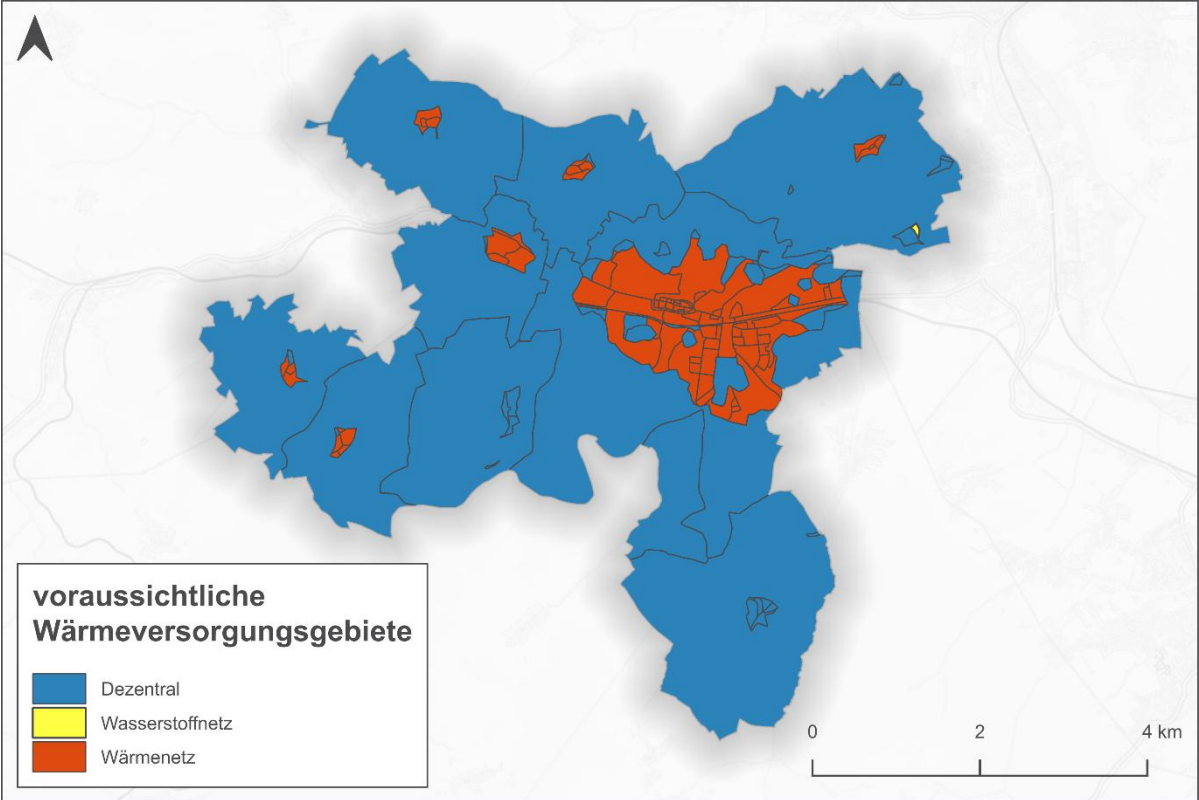 voraussichtliche
Wärmeversorgungsgebiete
Dezentral
Wasserstoffnetz
Wärmenetz
0 2 4 km